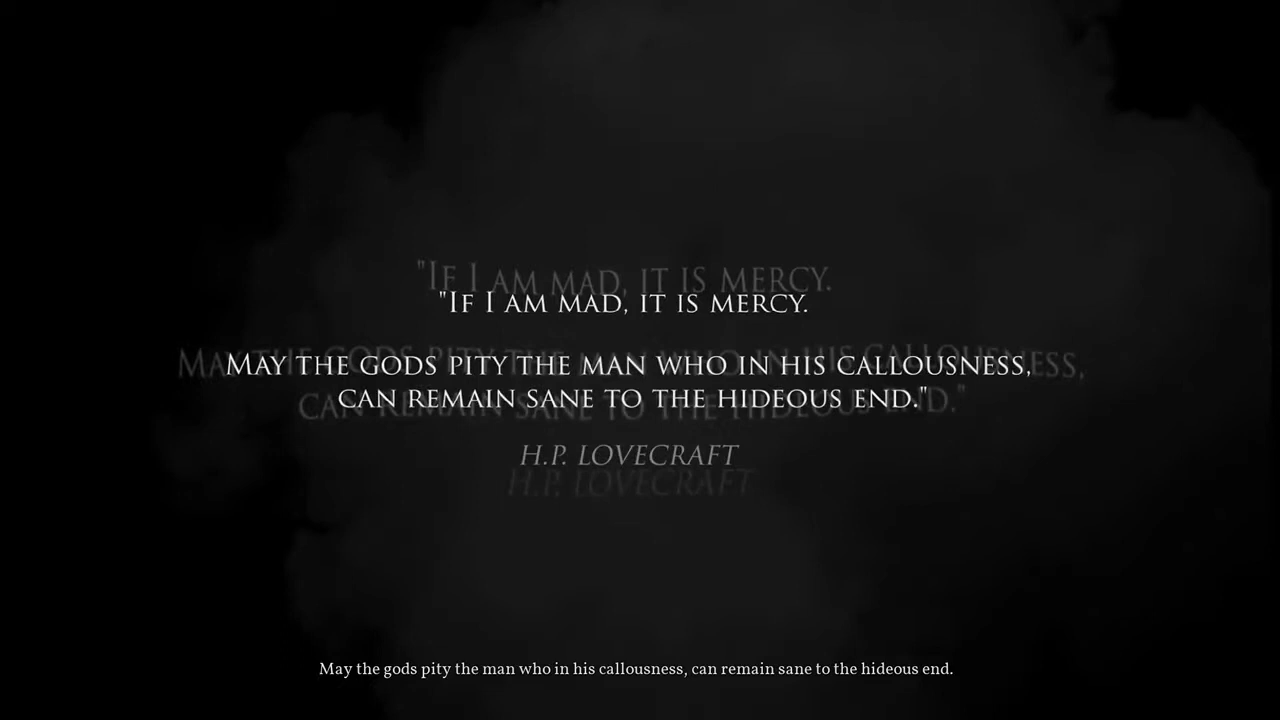 "If I am mad, it is mercy.
May the gods pity the man who in his callousness,
can remain sane to the hideous end."
H.P. LOVECRAFT
May the gods pity the man who in his callousness, can remain sane to the hideous end.